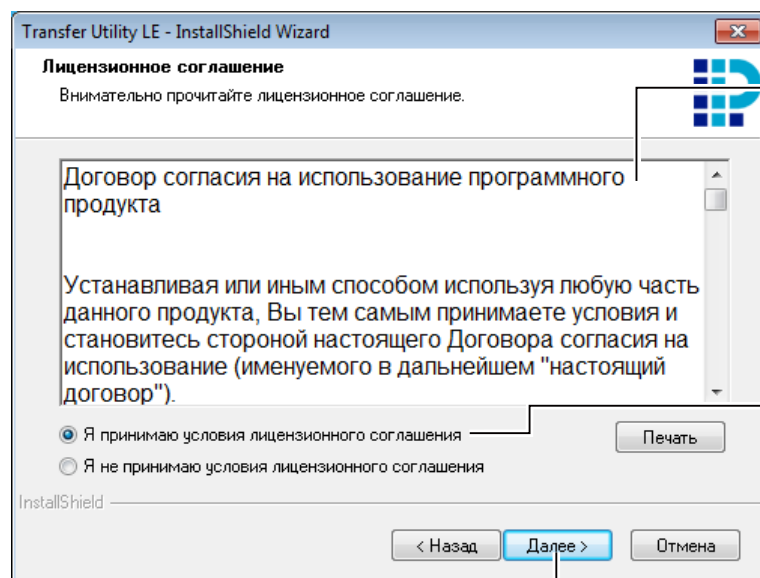 Transfer Utility LE - InstallShield Wizard
Лицензионное соглашение
Внимательно прочитайте лицензионное соглашение.
Договор согласия на использование программного
продукта
Устанавливая или иным способом используя любую часть
данного продукта, Вы тем самым принимаете условия и
становитесь стороной настоящего Договора согласия на
использование (именуемого в дальнейшем "настоящий
договор").
Я принимаю условия лицензионного соглашения
Печать
Я не принимаю условия лицензионного соглашения
InstallShield
< Назад Далее > Отмена